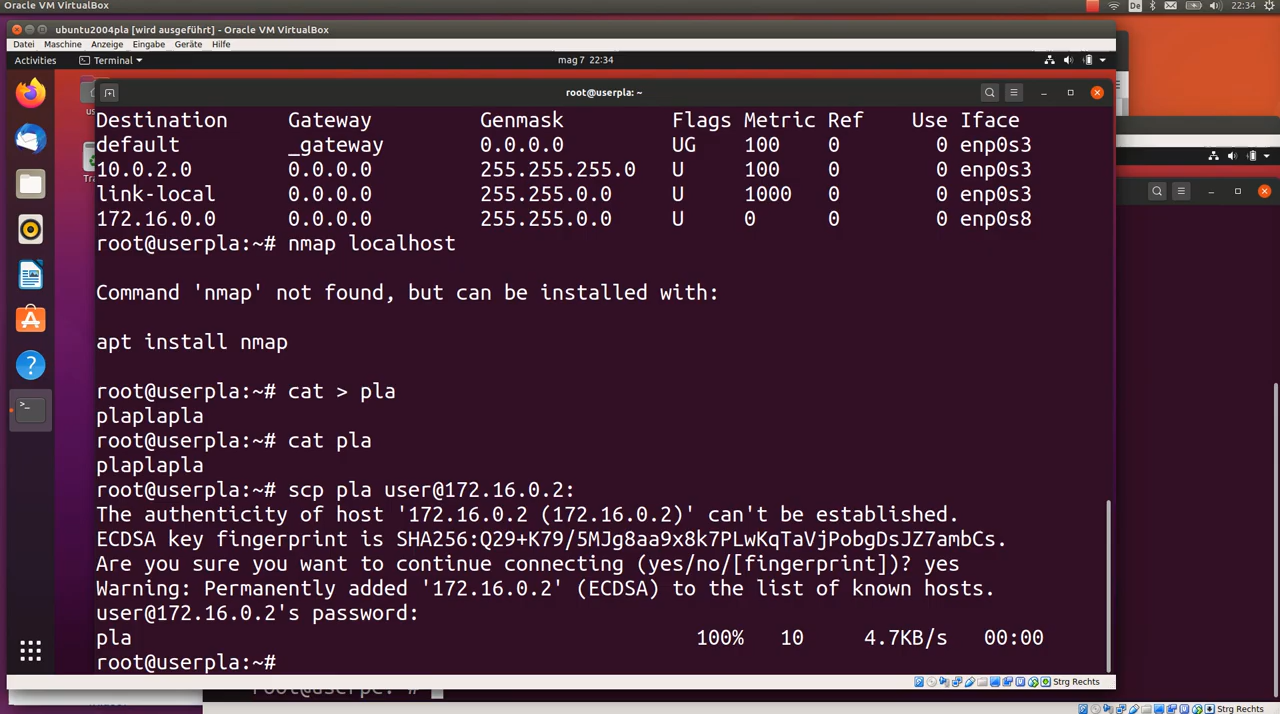 Oracle VM VirtualBox
De
22:34
ubuntu2004pla [wird ausgeführt] - Oracle VM VirtualBox
Datei Maschine Anzeige Eingabe Geräte Hilfe
Activities Terminal mag 7 22:34
root@userpla: ~
Destination Gateway Genmask Flags Metric Ref Use Iface
default _gateway 0.0.0.0 UG 100 0 0 enp0s3
10.0.2.0 0.0.0.0 255.255.255.0 U 100 0 0 enp0s3
link-local 0.0.0.0 255.255.0.0 U 1000 0 0 enp0s3
172.16.0.0 0.0.0.0 255.255.0.0 U 0 0 0 enp0s8
root@userpla:~# nmap localhost
Command 'nmap' not found, but can be installed with:
apt install nmap
root@userpla:~# cat > pla
plaplapla
root@userpla:~# cat pla
plaplapla
root@userpla:~# scp pla user@172.16.0.2:
The authenticity of host '172.16.0.2 (172.16.0.2)' can't be established.
ECDSA key fingerprint is SHA256:Q29+K79/5MJg8aa9x8k7PLwKqTaVjPobgDsJZ7ambCs.
Are you sure you want to continue connecting (yes/no/[fingerprint])? yes
Warning: Permanently added '172.16.0.2' (ECDSA) to the list of known hosts.
user@172.16.0.2's password:
pla 100% 10 4.7KB/s 00:00
root@userpla:~#
Strg Rechts
Strg Rechts